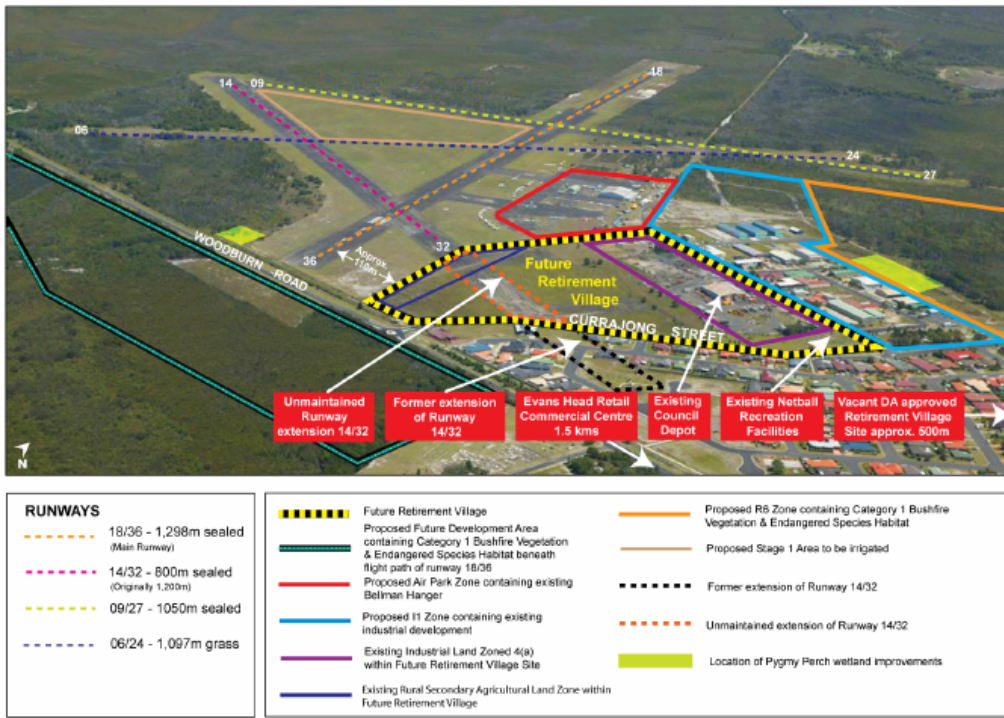 18
14
09
06
24
27
WOODBURN ROAD
36
Approx
110m
32
Future
Retirement
Village
CURRAJONG STREET
Unmaintained
Runway
extension 14/32
Former extension
of Runway
14/32
Evans Head Retail
Commercial Centre
1.5 kms
Existing
Council
Depot
Existing Netball
Recreation
Facilities
Vacant DA approved
Retirement Village
Site approx. 500m
N
RUNWAYS
18/36 - 1,298m sealed
(Main Runway)
14/32 - 800m sealed
(Originally 1,200m)
09/27 - 1050m sealed
06/24 - 1,097m grass
Future Retirement Village
Proposed Future Development Area
containing Category 1 Bushfire Vegetation
& Endangered Species Habitat beneath
flight path of runway 18/36
Proposed Air Park Zone containing existing
Bellman Hanger
Proposed I1 Zone containing existing
industrial development
Existing Industrial Land Zoned 4(a)
within Future Retirement Village Site
Existing Rural Secondary Agricultural Land Zone within
Future Retirement Village
Proposed R6 Zone containing Category 1 Bushfire
Vegetation & Endangered Species Habitat
Proposed Stage 1 Area to be irrigated
Former extension of Runway 14/32
Unmaintained extension of Runway 14/32
Location of Pygmy Perch wetland improvements